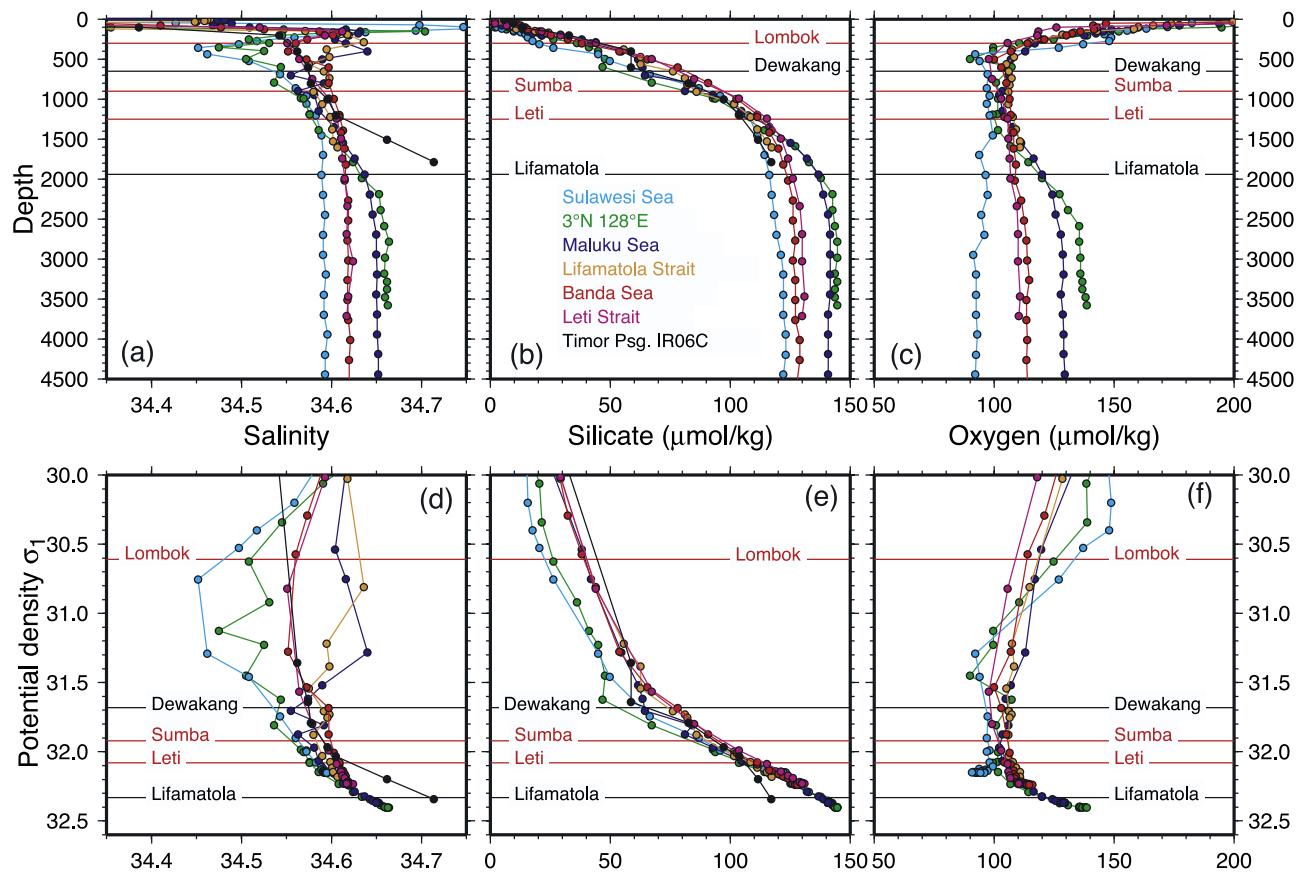 0
500
1000
1500
2000
2500
3000
3500
4000
4500
Depth
(a)
34.4 34.5 34.6 34.7
Salinity
Lombok
Dewakang
Sumba
Leti
Lifamatola
Sulawesi Sea
3°N 128°E
Maluku Sea
Lifamatola Strait
Banda Sea
Leti Strait
Timor Psg. IR06C
(b)
0 50 100 150
Silicate (μmol/kg)
0
500
1000
1500
2000
2500
3000
3500
4000
4500
(c)
50 100 150 200
Oxygen (μmol/kg)
30.0
30.5
31.0
31.5
32.0
32.5
Potential density σ1
(d)
Lombok
Dewakang
Sumba
Leti
Lifamatola
34.4 34.5 34.6 34.7
(e)
Lombok
Dewakang
Sumba
Leti
Lifamatola
0 50 100 150
(f)
Lombok
Dewakang
Sumba
Leti
Lifamatola
30.0
30.5
31.0
31.5
32.0
32.5
50 100 150 200